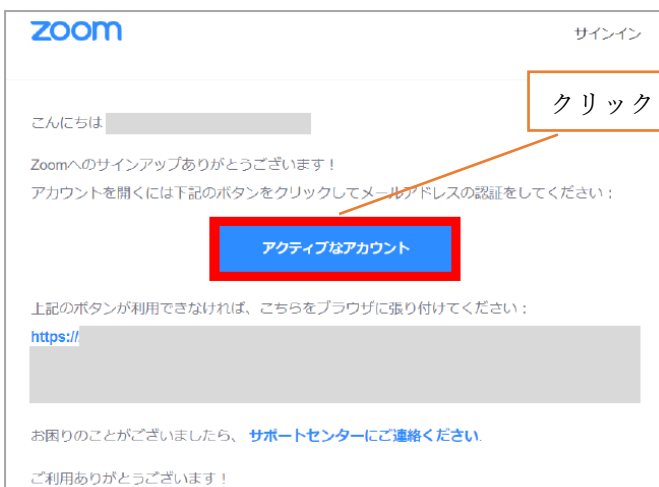 zoom
サインイン
クリック
こんにちは
Zoomへのサインアップありがとうございます！
アカウントを開くには下記のボタンをクリックしてメールアドレスの認証をしてください：
アクティブなアカウント
上記のボタンが利用できなければ、こちらをブラウザに張り付けてください：
https://
お困りのことがございましたら、 サポートセンターにご連絡ください.
ご利用ありがとうございます！